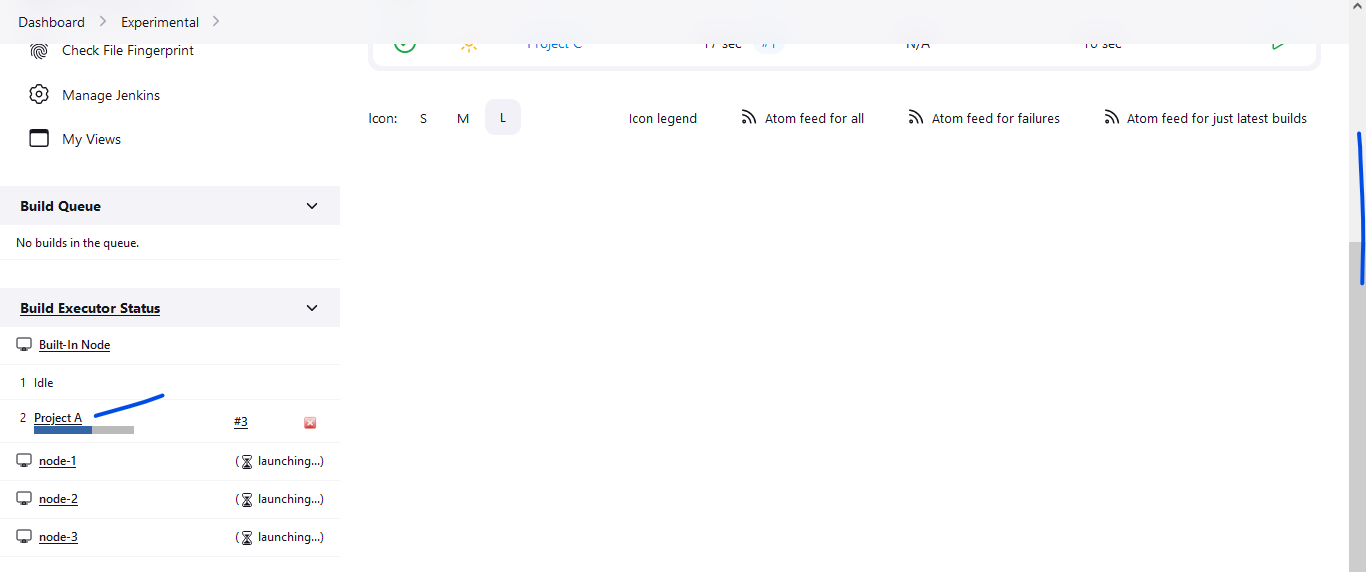 Dashboard Experimental
Check File Fingerprint
Project C 17 sec #1 N/A 16 sec
Manage Jenkins
Icon: S M L Icon legend Atom feed for all Atom feed for failures Atom feed for just latest builds
My Views
Build Queue
No builds in the queue.
Build Executor Status
Built-In Node
1 Idle
2 Project A #3
node-1 (launching...)
node-2 (launching...)
node-3 (launching...)